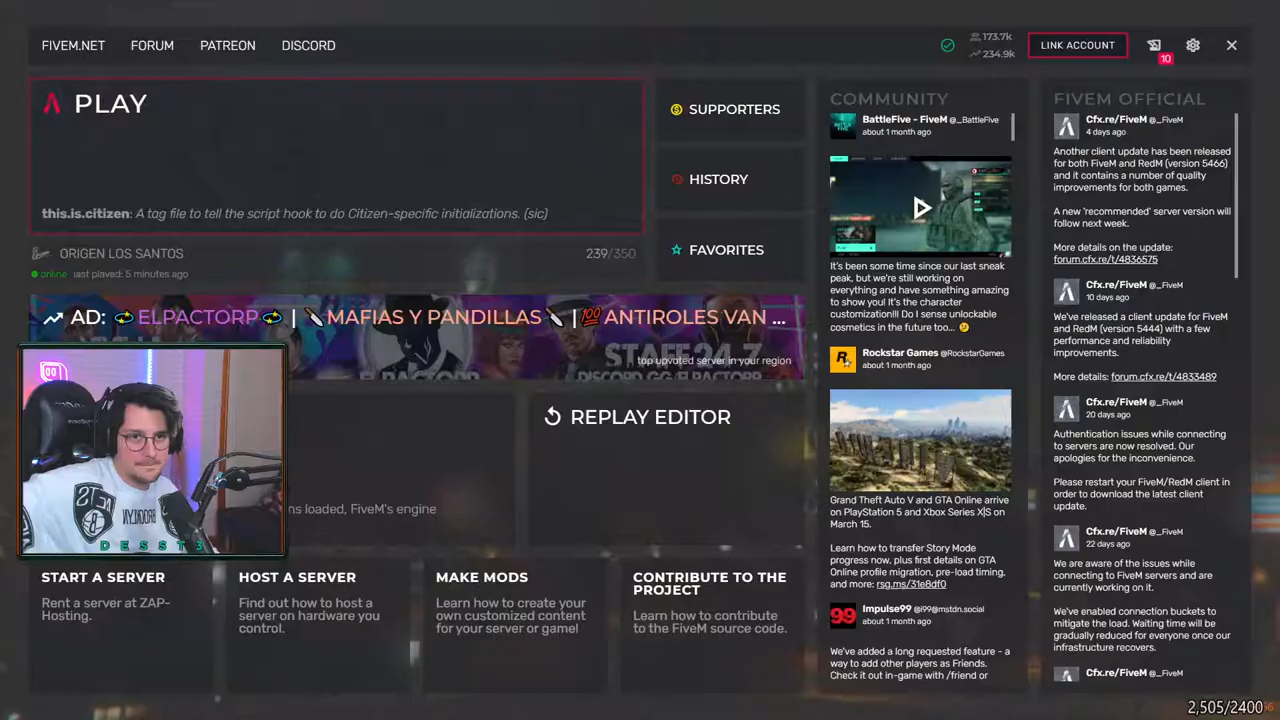 FIVEM.NET
FORUM
PATREON
DISCORD
173.7k
234.9k
LINK ACCOUNT
10
PLAY
this.is.citizen: A tag file to tell the script hook to do Citizen-specific initializations. (sic)
ORIGEN LOS SANTOS
239/350
online last played: 5 minutes ago
SUPPORTERS
HISTORY
FAVORITES
AD: 💫ELPACTORP💫 | 🔪MAFIAS Y PANDILLAS🔪 | 💯ANTIROLES VAN ...
STAFF 24.7
top upvoted server in your region
ELPACTORP
DISCORD.GG/ELPACTORP
REPLAY EDITOR
ns loaded, FiveM's engine
BROOKLYN
DESST3
START A SERVER
Rent a server at ZAP-
Hosting.
HOST A SERVER
Find out how to host a
server on hardware you
control.
MAKE MODS
Learn how to create your
own customized content
for your server or game!
CONTRIBUTE TO THE
PROJECT
Learn how to contribute
to the FiveM source code.
COMMUNITY
BattleFive - FiveM @_BattleFive
about 1 month ago
It's been some time since our last sneak
peak, but we're still working on
everything and have something amazing
to show you! It's the character
customization!!! Do I sense unlockable
cosmetics in the future too...
Rockstar Games @RockstarGames
about 1 month ago
Grand Theft Auto V and GTA Online arrive
on PlayStation 5 and Xbox Series X|S on
March 15.
Learn how to transfer Story Mode
progress now, plus first details on GTA
Online profile migration, pre-load timing,
and more: rsg.ms/31e8df0
99
Impulse99 @i99@mstdn.social
about 1 month ago
We've added a long requested feature - a
way to add other players as Friends.
Check it out in-game with /friend or
FIVEM OFFICIAL
Cfx.re/FiveM @_FiveM
4 days ago
Another client update has been released
for both FiveM and RedM (version 5466)
and it contains a number of quality
improvements for both games.
A new 'recommended' server version will
follow next week.
More details on the update:
forum.cfx.re/t/4836575
Cfx.re/FiveM @_FiveM
10 days ago
We've released a client update for FiveM
and RedM (version 5444) with a few
performance and reliability
improvements.
More details: forum.cfx.re/t/4833489
Cfx.re/FiveM @_FiveM
20 days ago
Authentication issues while connecting
to servers are now resolved. Our
apologies for the inconvenience.
Please restart your FiveM/RedM client in
order to download the latest client
update.
Cfx.re/FiveM @_FiveM
22 days ago
We are aware of the issues while
connecting to FiveM servers and are
currently working on it.
We've enabled connection buckets to
mitigate the load. Waiting time will be
gradually reduced for everyone once our
infrastructure recovers.
Cfx.re/FiveM @_FiveM
2,505/2400